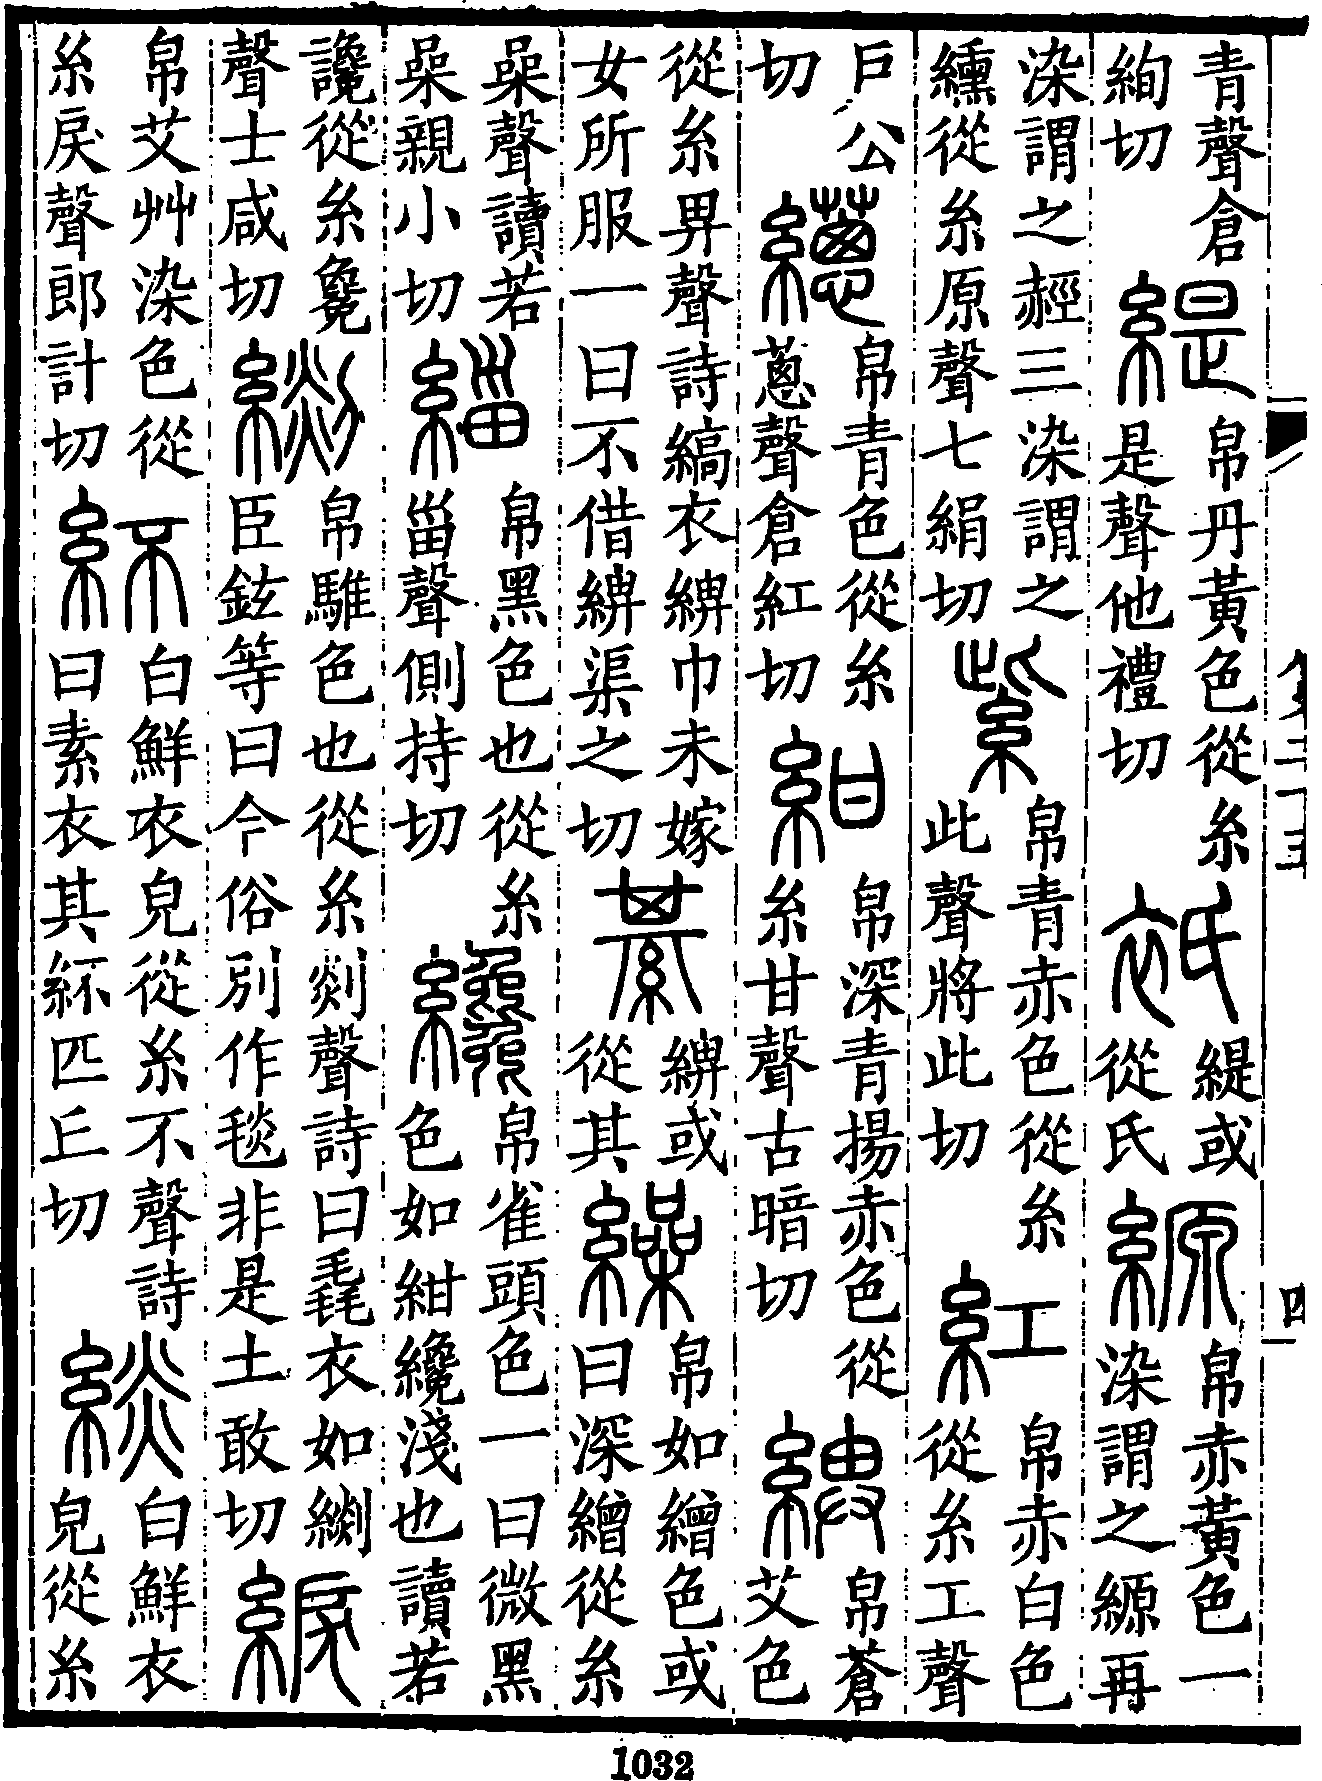 青聲倉
絢切
緹
帛丹黃色從糸
是聲他禮切
衹
緹或
從氏
縓
帛赤黃色一
染謂之縓再
染謂之䞓三染謂之
纁從糸原聲七絹切
紫
帛青赤色從糸
此聲將此切
紅
帛赤白色
從糸工聲
戶公
切
繱
帛青色從糸
蔥聲倉紅切
紺
帛深青揚赤色從
糸甘聲古暗切
綥
帛蒼
艾色
從糸畀聲詩縞衣綥巾未嫁
女所服一曰不借綥渠之切
綦
綥或
從其
繰
帛如繒色或
曰深繒從糸
喿聲讀若
喿親小切
緇
帛黑色也從糸
甾聲側持切
纔
帛雀頭色一曰微黑
色如紺纔淺也讀若
讒從糸毚
聲士咸切
𦇡
帛騅色也從糸剡聲詩曰毳衣如𦇡
臣鉉等曰今俗別作毯非是土敢切
綟
帛艾艸染色從
糸戾聲郎計切
紑
白鮮衣皃從糸不聲詩
曰素衣其紑匹丘切
緂
白鮮衣
皃從糸
1032